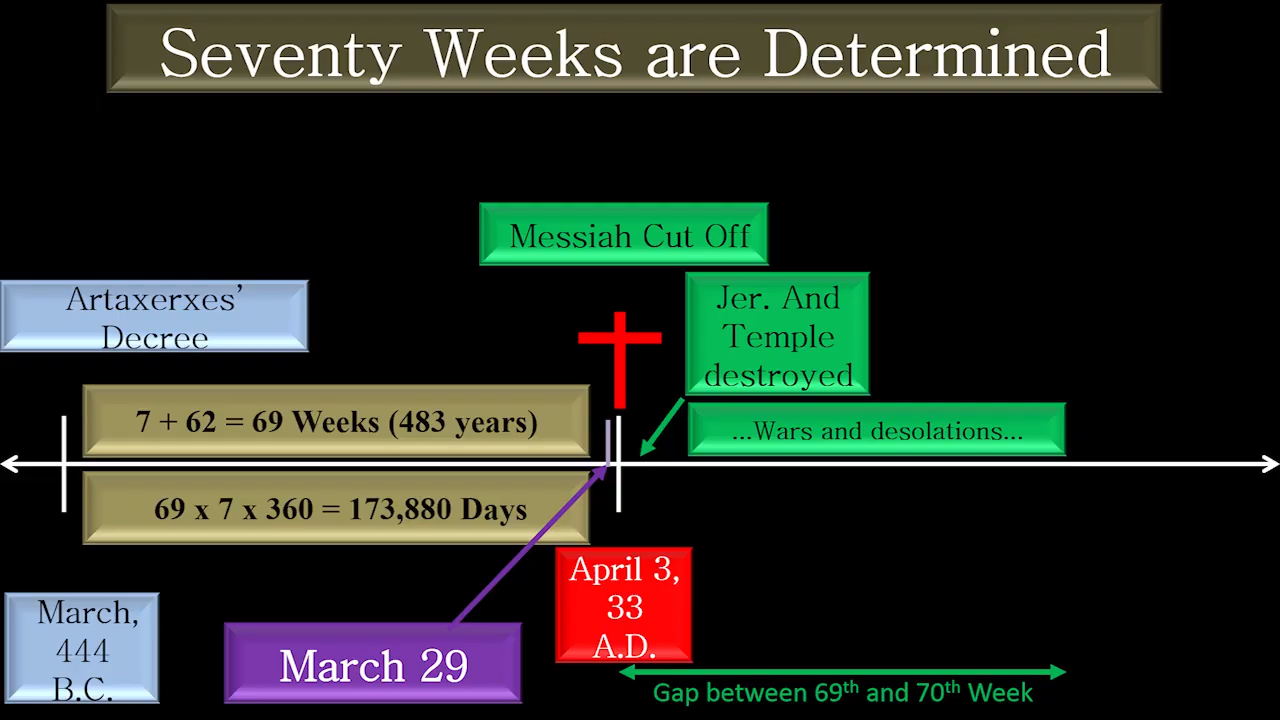 Seventy Weeks are Determined
Messiah Cut Off
Artaxerxes’
Decree
Jer. And
Temple
destroyed
7 + 62 = 69 Weeks (483 years)
...Wars and desolations...
69 x 7 x 360 = 173,880 Days
April 3,
33
A.D.
March,
444
B.C.
March 29
Gap between 69th and 70th Week